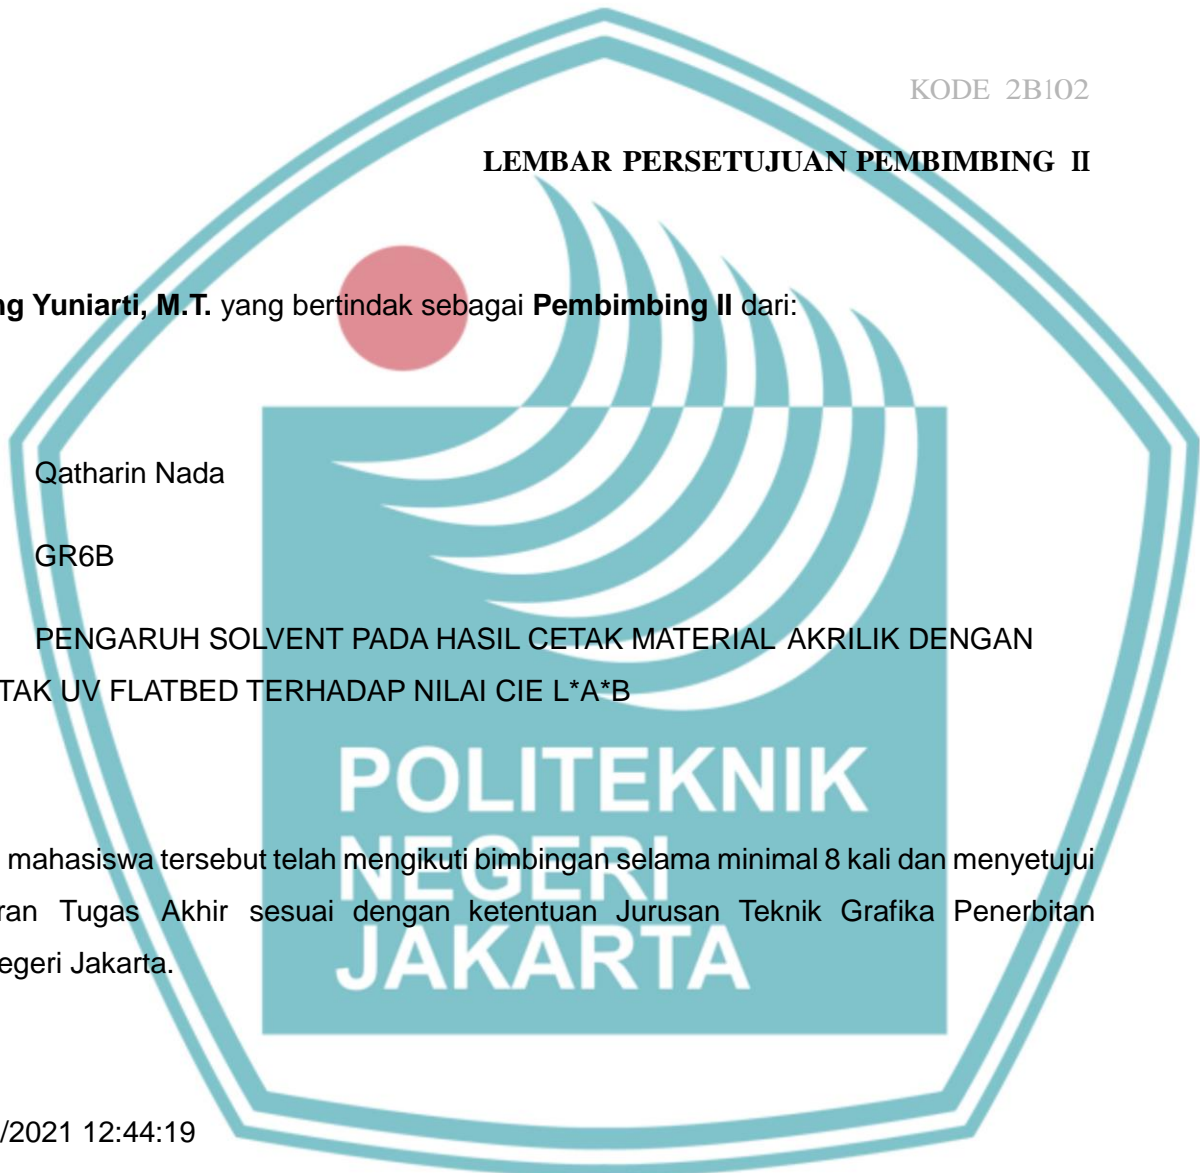 KODE 2B1O2
LEMBAR PERSETUJUAN PEMBIMBING II
ng Yuniarti, M.T. yang bertindak sebagai Pembimbing II dari:
Qatharin Nada
GR6B
PENGARUH SOLVENT PADA HASIL CETAK MATERIAL AKRILIK DENGAN
TAK UV FLATBED TERHADAP NILAI CIE L*A*B
POLITEKNIK
NEGERI
JAKARTA
mahasiswa tersebut telah mengikuti bimbingan selama minimal 8 kali dan menyetujui
ran Tugas Akhir sesuai dengan ketentuan Jurusan Teknik Grafika Penerbitan
egeri Jakarta.
/2021 12:44:19